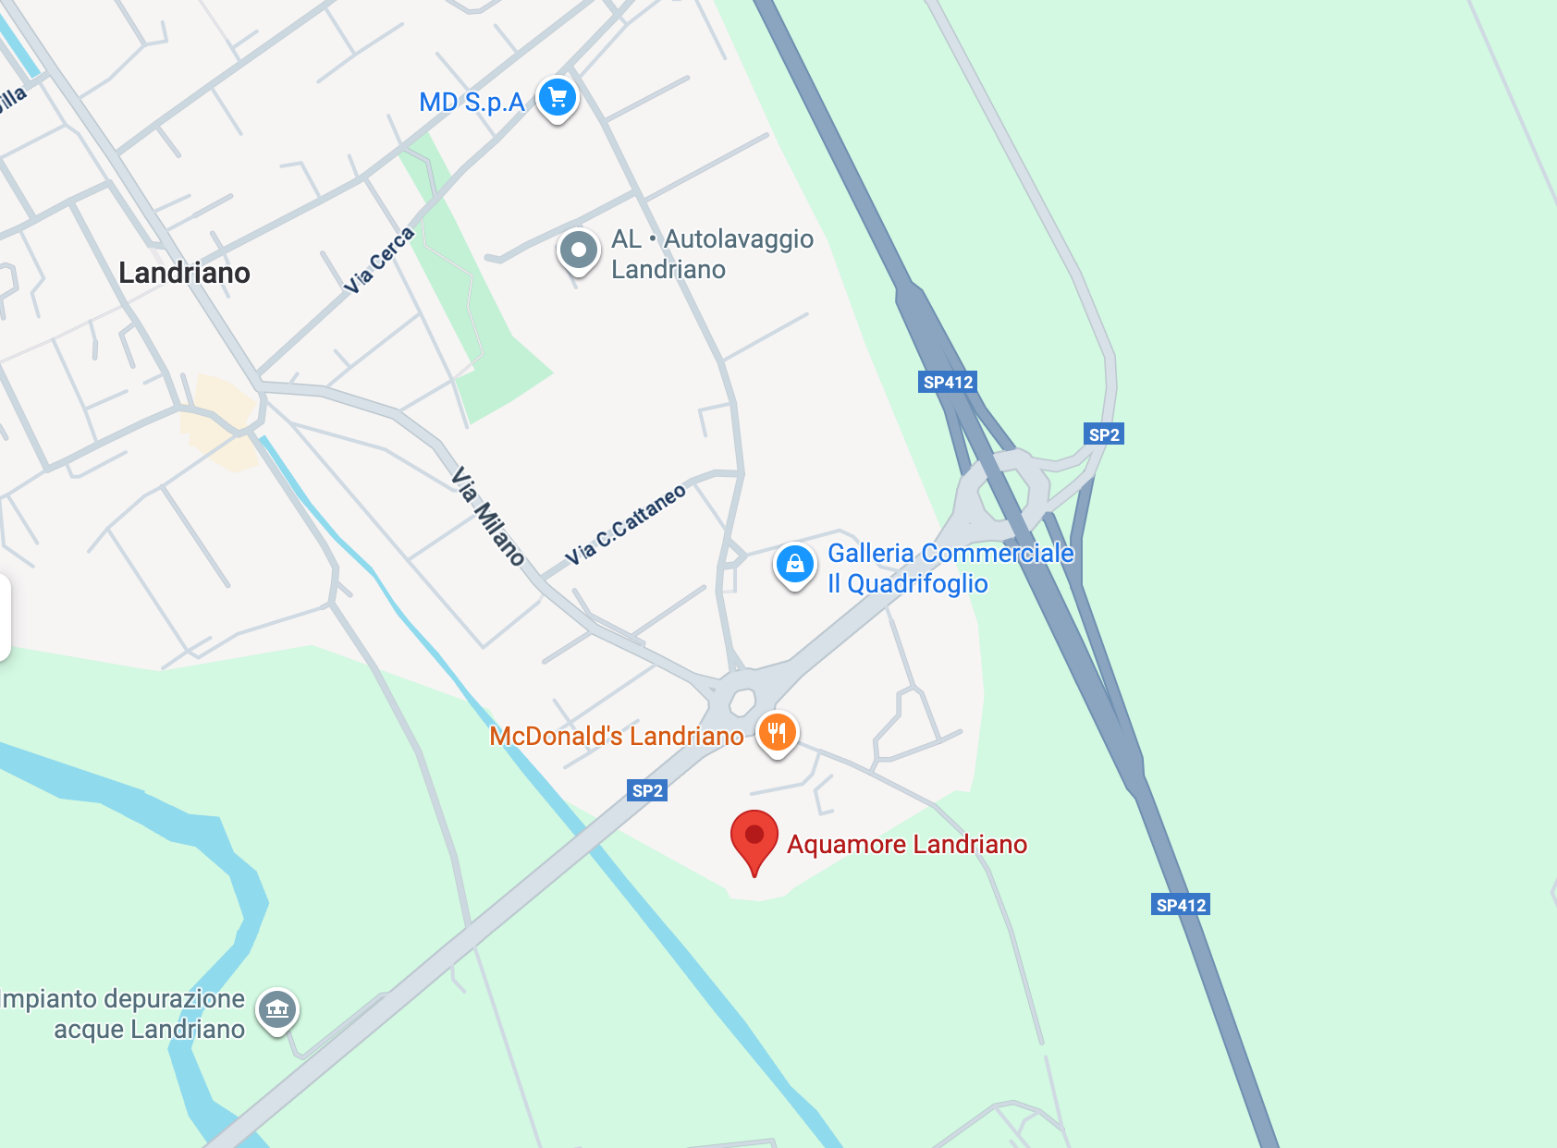 MD S.p.A
AL • Autolavaggio
Landriano
Landriano
Via Cerca
SP412
SP2
Via Milano
Via C.Cattaneo
Galleria Commerciale
Il Quadrifoglio
McDonald's Landriano
SP2
Aquamore Landriano
SP412
Impianto depurazione
acque Landriano